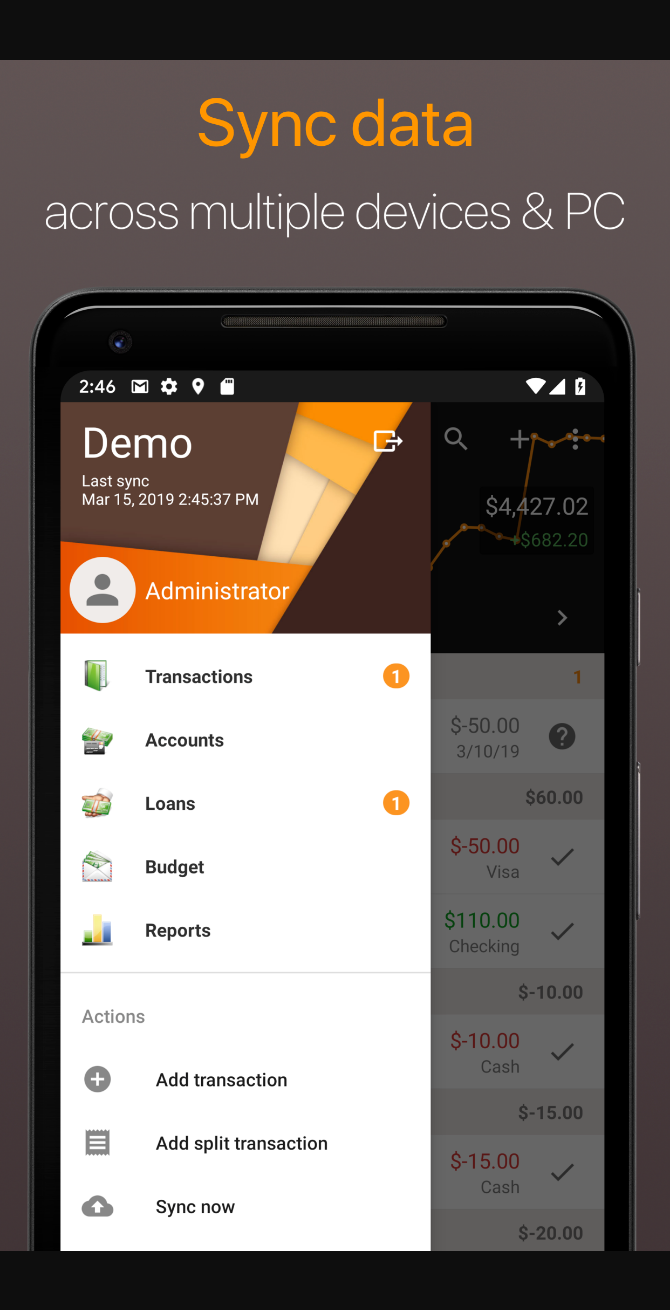 Sync data
across multiple devices & PC
2:46
Demo
Last sync
Mar 15, 2019 2:45:37 PM
Administrator
$4,427.02
+$682.20
Transactions 1
Accounts
Loans 1
Budget
Reports
Actions
Add transaction
Add split transaction
Sync now
1
$-50.00
3/10/19
$60.00
$-50.00
Visa
$110.00
Checking
$-10.00
$-10.00
Cash
$-15.00
$-15.00
Cash
$-20.00